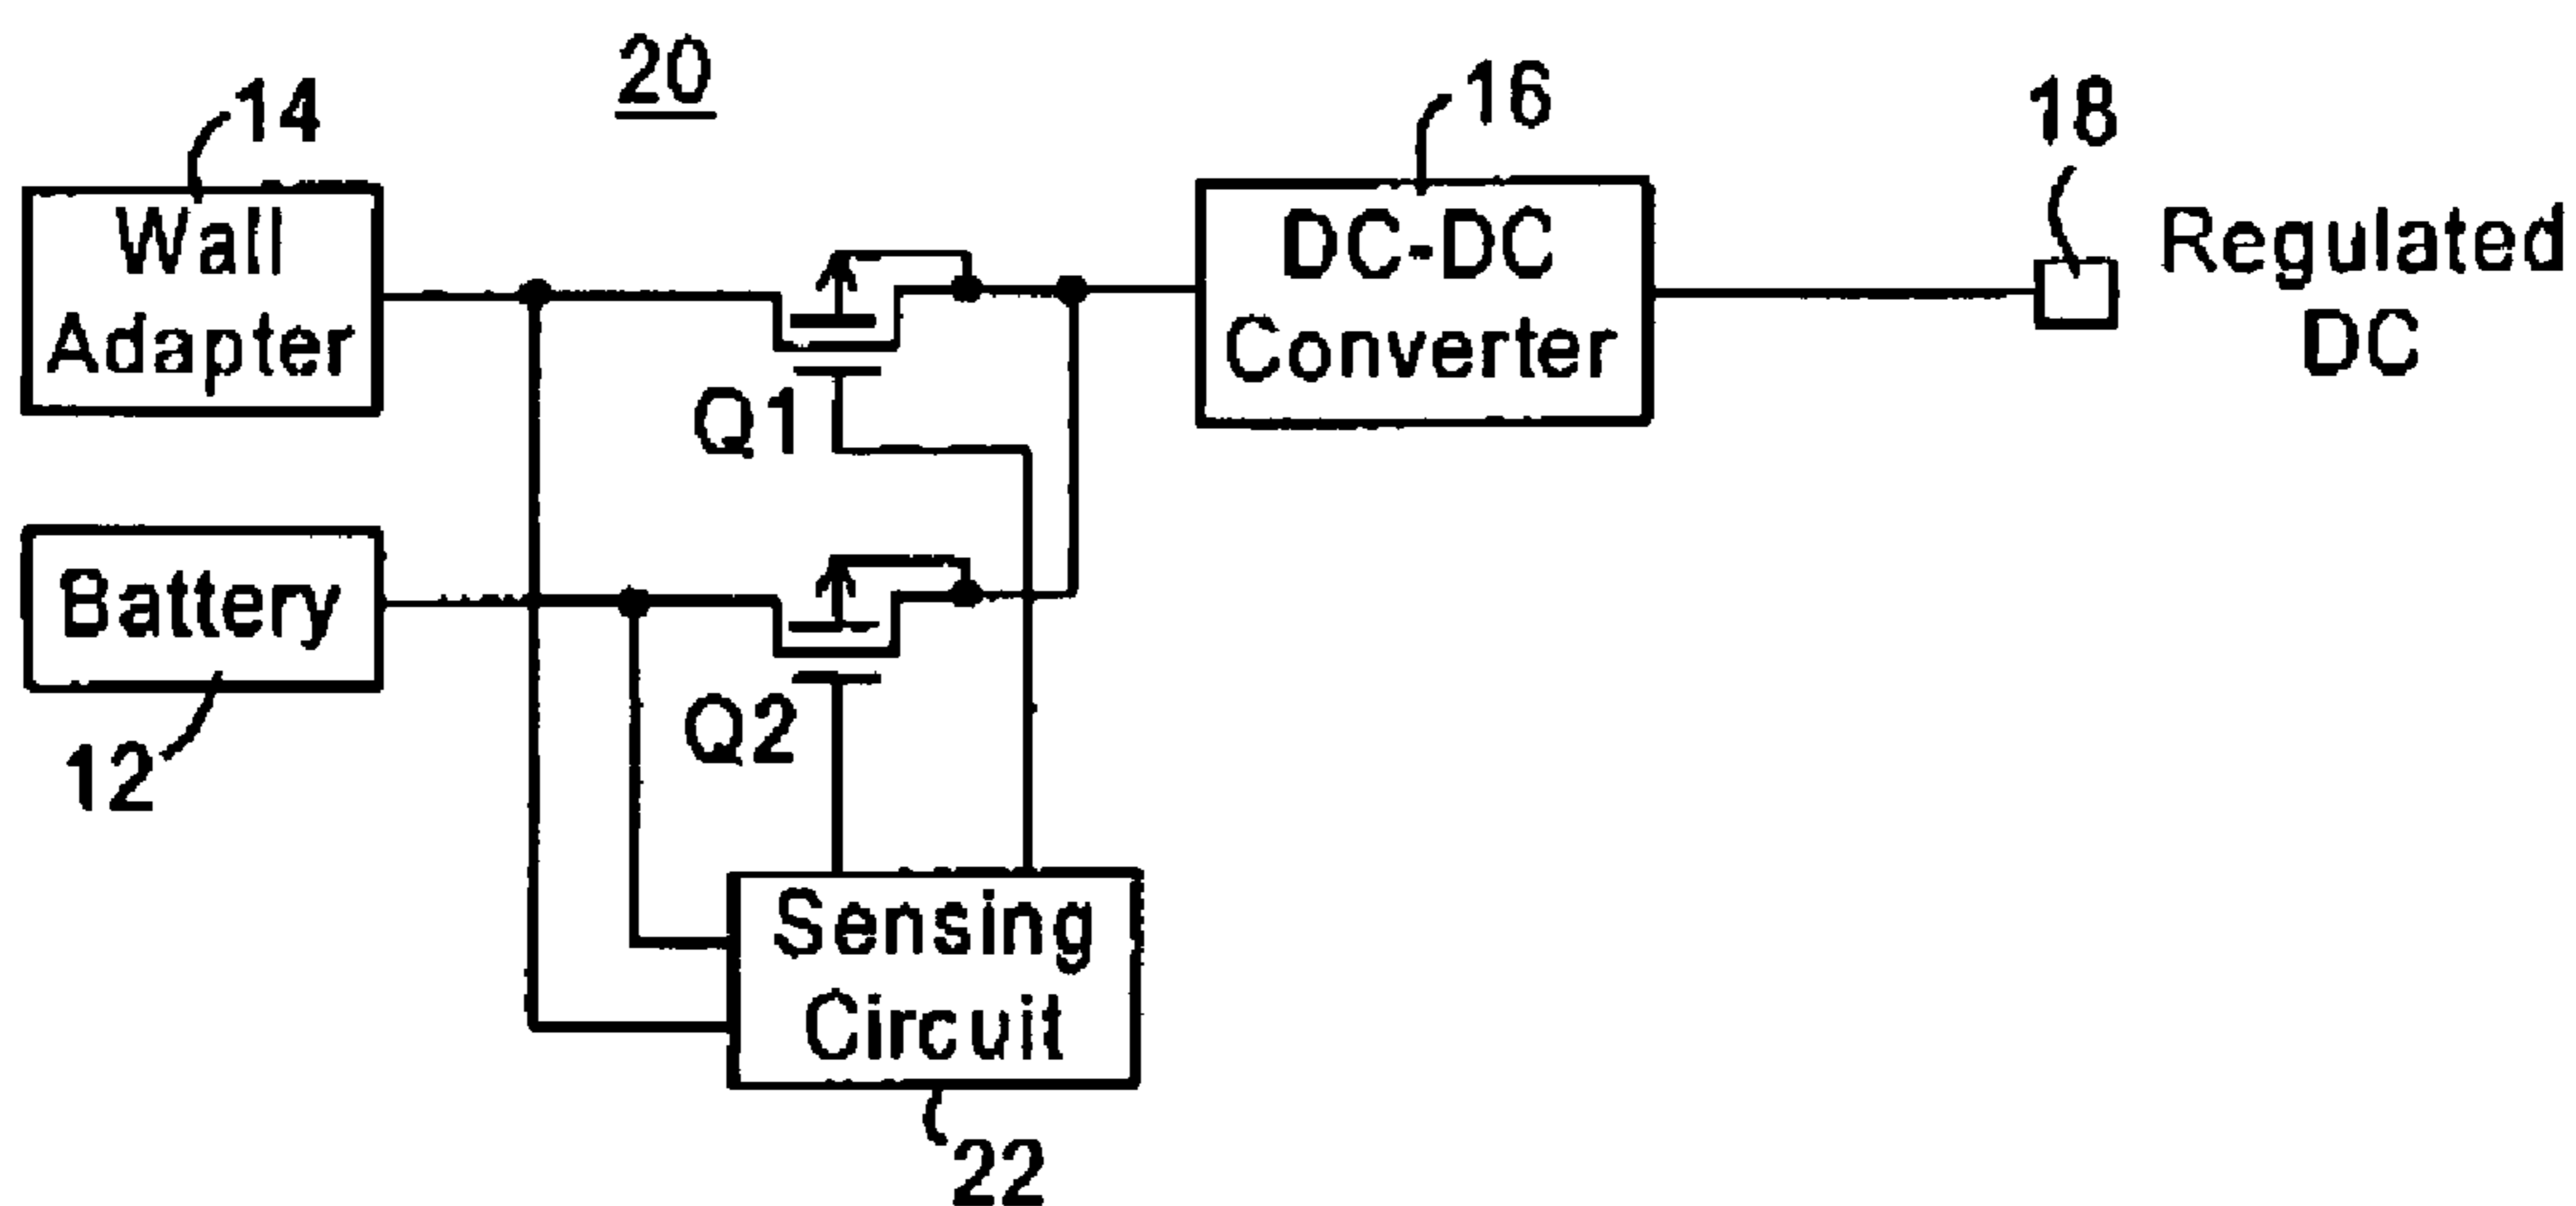 20
14
16
18
Wall
Adapter
DC-DC
Converter
Regulated
DC
Q1
Battery
12
Q2
Sensing
Circuit
22